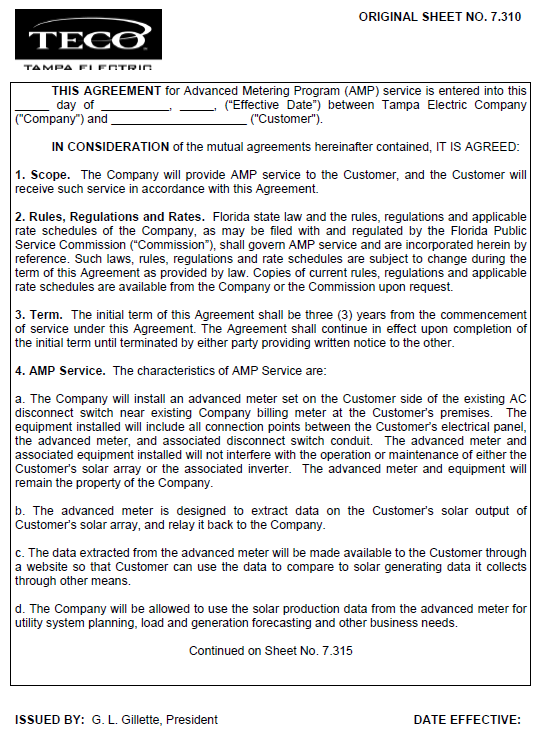 ORIGINAL SHEET NO. 7.310
TECO
TAMPA ELECTRIC
THIS AGREEMENT for Advanced Metering Program (AMP) service is entered into this
_____ day of __________, _____, ("Effective Date") between Tampa Electric Company
("Company") and ____________________ ("Customer").
IN CONSIDERATION of the mutual agreements hereinafter contained, IT IS AGREED:
1. Scope. The Company will provide AMP service to the Customer, and the Customer will
receive such service in accordance with this Agreement.
2. Rules, Regulations and Rates. Florida state law and the rules, regulations and applicable
rate schedules of the Company, as may be filed with and regulated by the Florida Public
Service Commission ("Commission"), shall govern AMP service and are incorporated herein by
reference. Such laws, rules, regulations and rate schedules are subject to change during the
term of this Agreement as provided by law. Copies of current rules, regulations and applicable
rate schedules are available from the Company or the Commission upon request.
3. Term. The initial term of this Agreement shall be three (3) years from the commencement
of service under this Agreement. The Agreement shall continue in effect upon completion of
the initial term until terminated by either party providing written notice to the other.
4. AMP Service. The characteristics of AMP Service are:
a. The Company will install an advanced meter set on the Customer side of the existing AC
disconnect switch near existing Company billing meter at the Customer's premises. The
equipment installed will include all connection points between the Customer's electrical panel,
the advanced meter, and associated disconnect switch conduit. The advanced meter and
associated equipment installed will not interfere with the operation or maintenance of either the
Customer's solar array or the associated inverter. The advanced meter and equipment will
remain the property of the Company.
b. The advanced meter is designed to extract data on the Customer's solar output of
Customer's solar array, and relay it back to the Company.
c. The data extracted from the advanced meter will be made available to the Customer through
a website so that Customer can use the data to compare to solar generating data it collects
through other means.
d. The Company will be allowed to use the solar production data from the advanced meter for
utility system planning, load and generation forecasting and other business needs.
Continued on Sheet No. 7.315
ISSUED BY: G. L. Gillette, President
DATE EFFECTIVE: